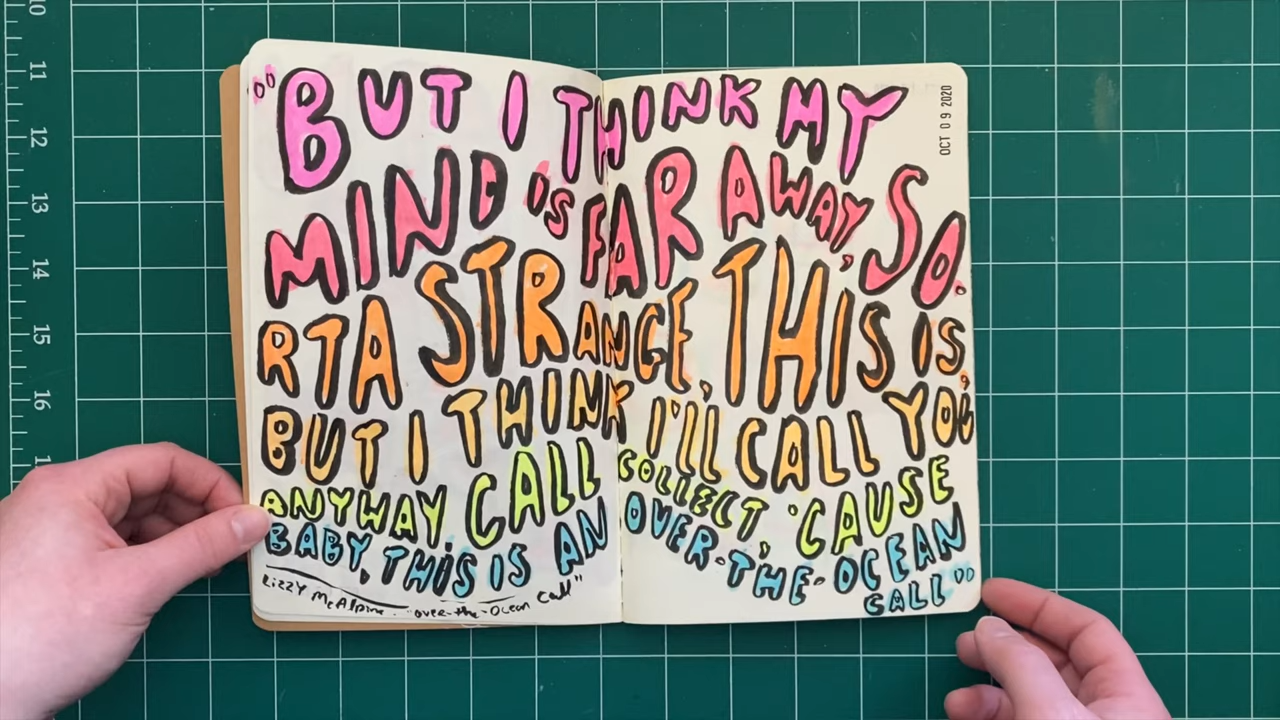 "BUT I THINK MY
MIND IS FAR AWAY, SO.
RTA STRANGE, THIS IS,
BUT I THINK I'LL CALL YOU
ANYWAY, CALL COLLECT, 'CAUSE
BABY, THIS IS AN OVER-THE-OCEAN
CALL"
Lizzy McAlpine - "over-the-Ocean Call"
OCT 09 2020
10
11
12
13
14
15
16